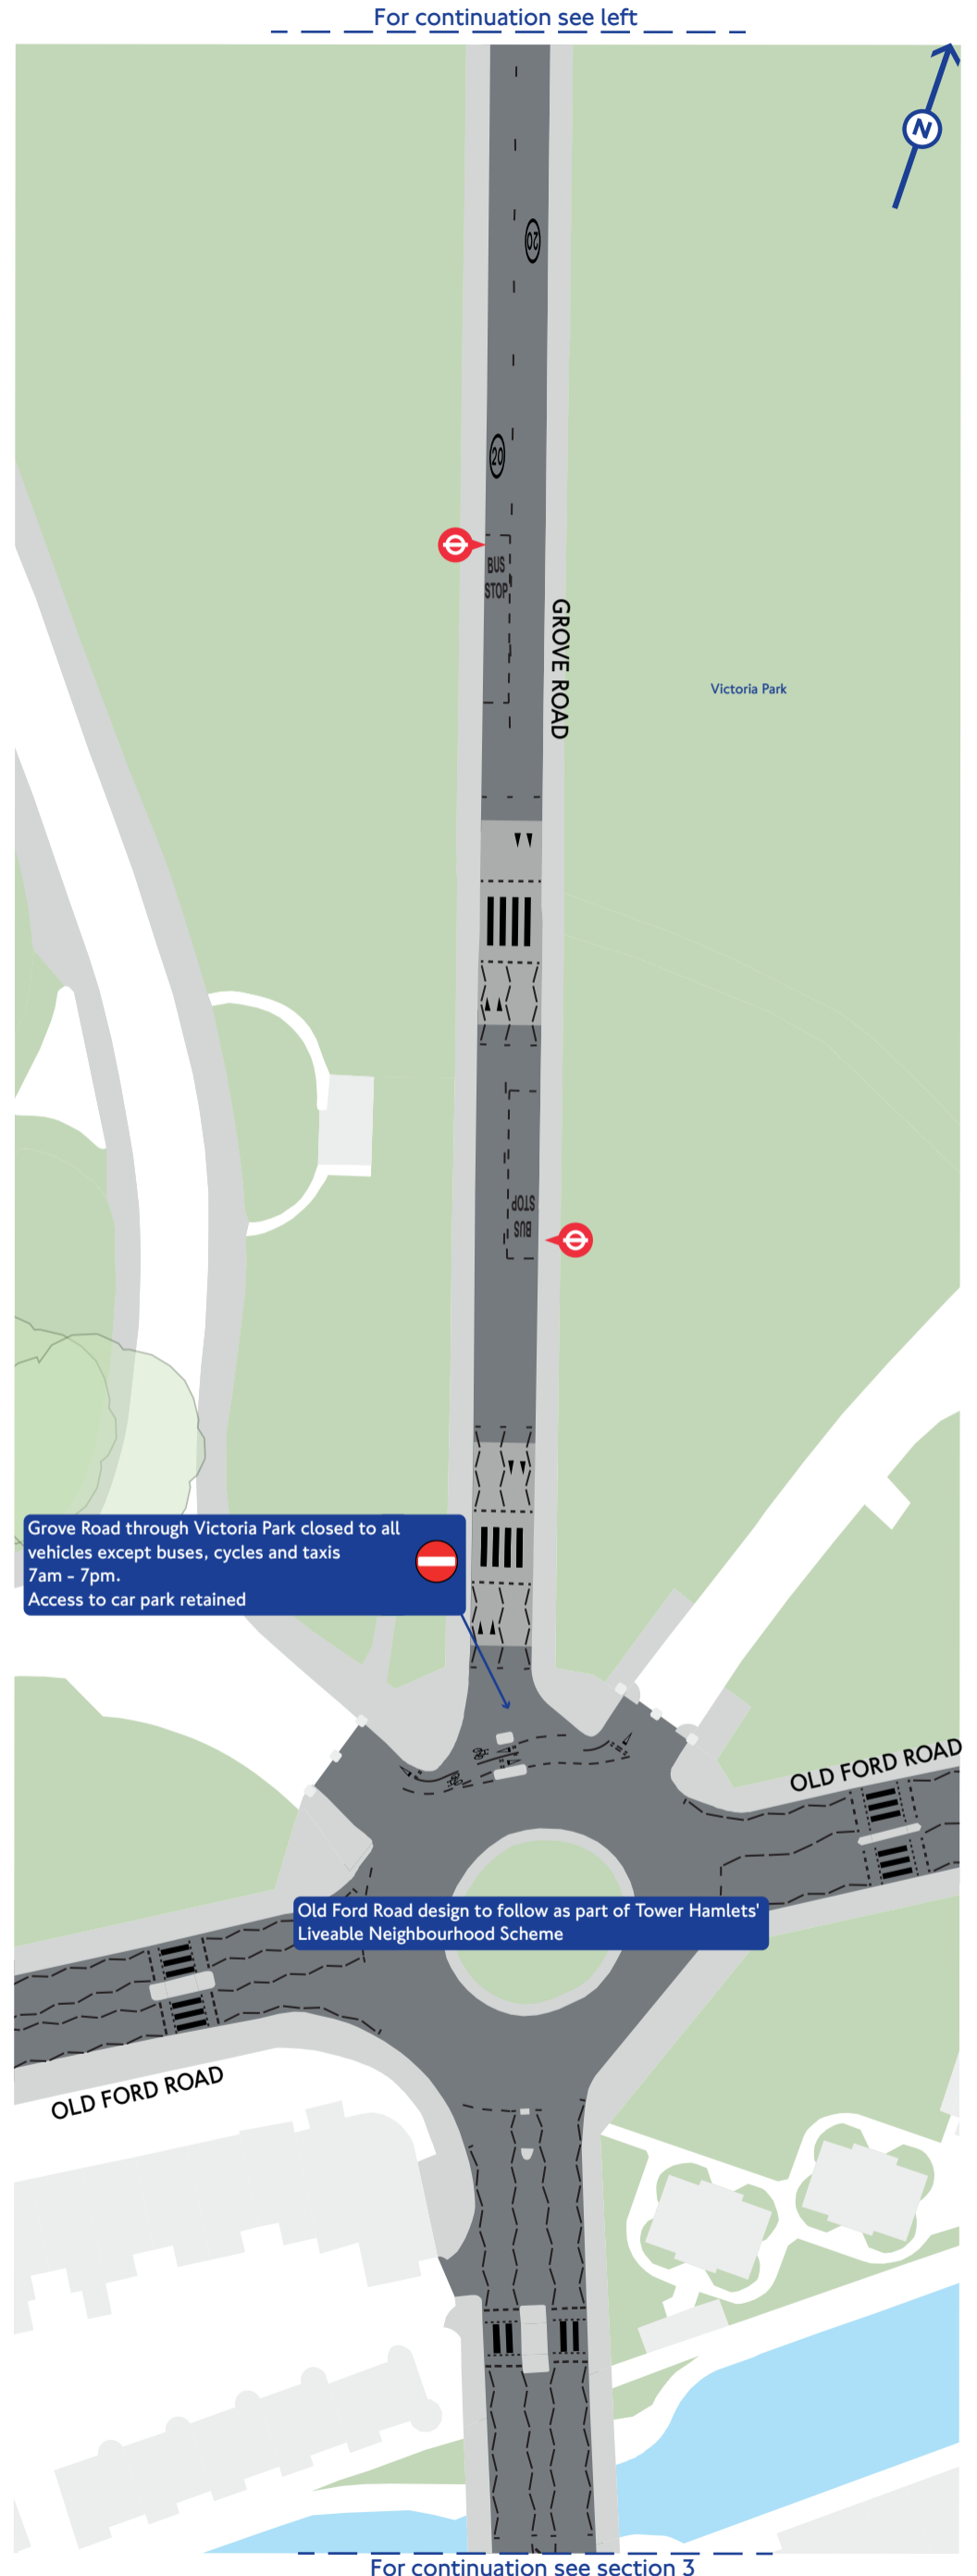 For continuation see left
N
20
20
BUS
STOP
GROVE ROAD
Victoria Park
BUS
STOP
Grove Road through Victoria Park closed to all
vehicles except buses, cycles and taxis
7am - 7pm.
Access to car park retained
OLD FORD ROAD
Old Ford Road design to follow as part of Tower Hamlets'
Liveable Neighbourhood Scheme
OLD FORD ROAD
For continuation see section 3